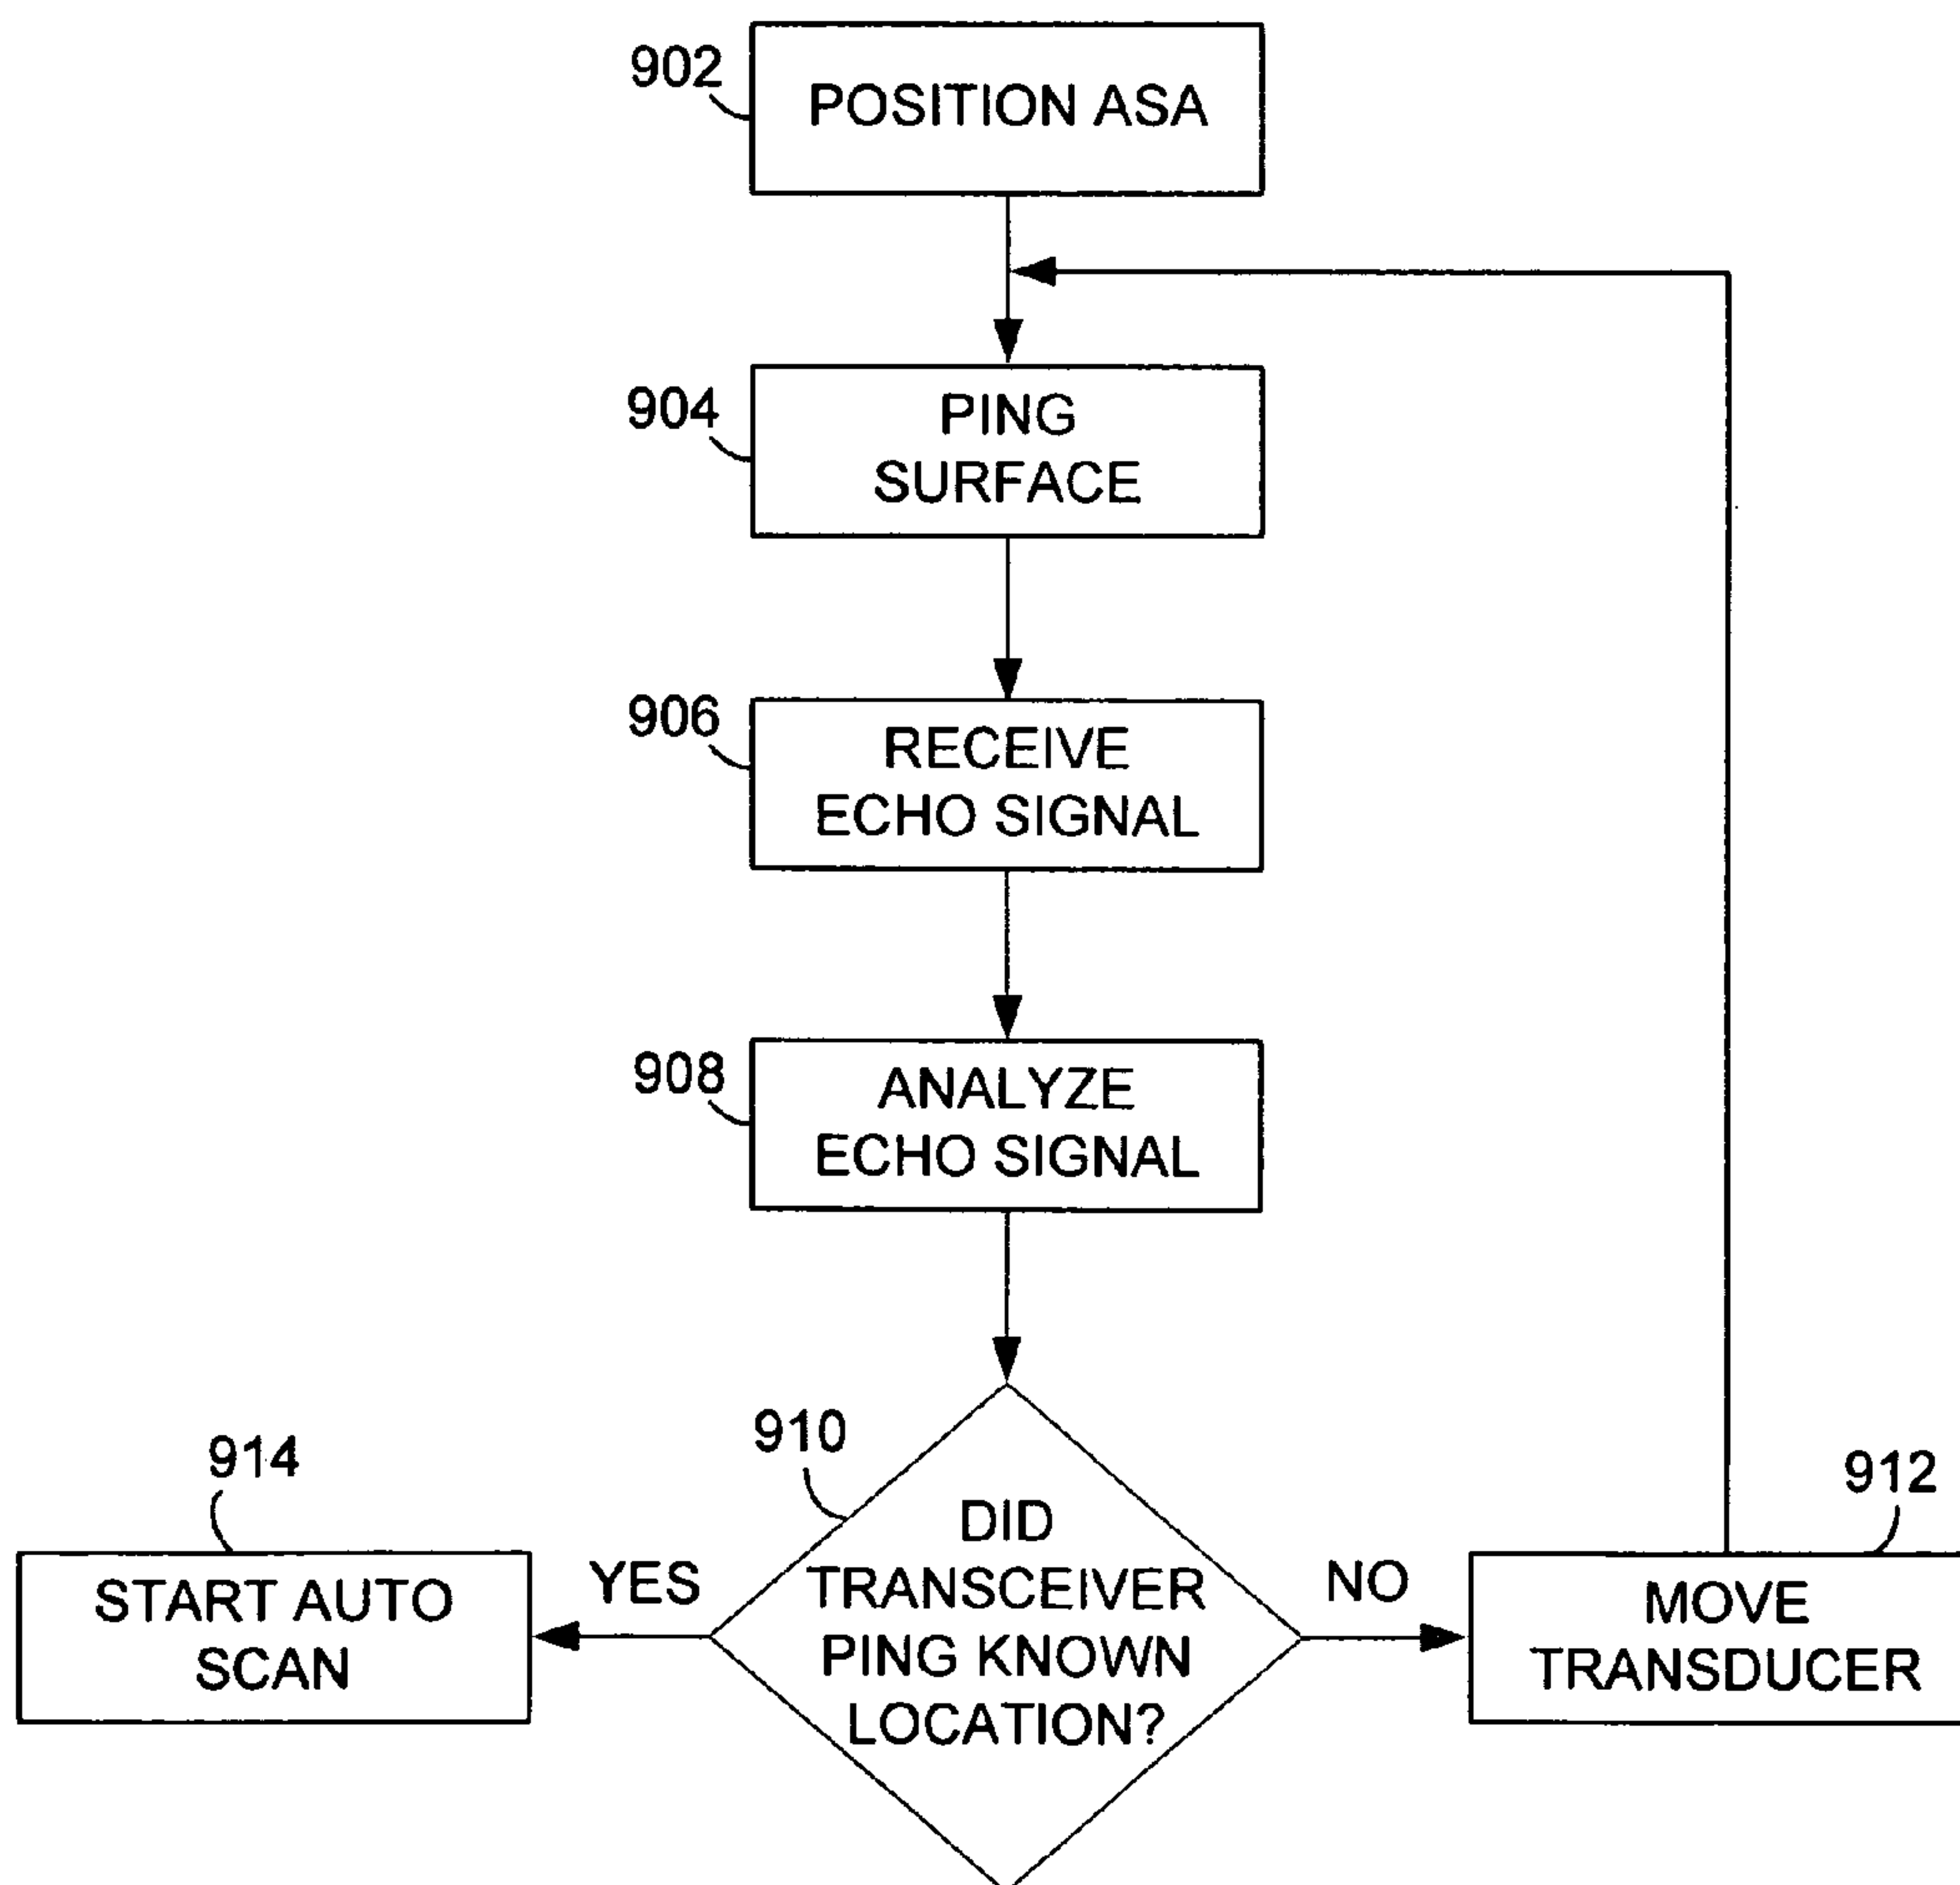 902
POSITION ASA
904
PING
SURFACE
906
RECEIVE
ECHO SIGNAL
908
ANALYZE
ECHO SIGNAL
910
DID
TRANSCEIVER
PING KNOWN
LOCATION?
YES
914
START AUTO
SCAN
NO
912
MOVE
TRANSDUCER